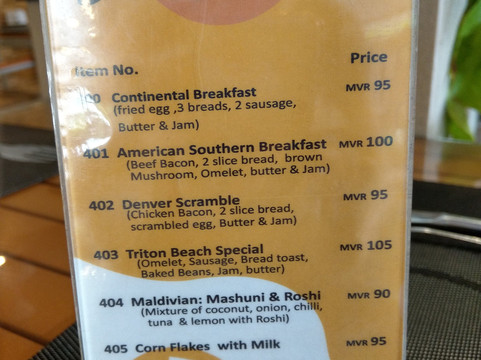 Item No. Price
400 Continental Breakfast MVR 95
(fried egg ,3 breads, 2 sausage,
Butter & Jam)
401 American Southern Breakfast MVR 100
(Beef Bacon, 2 slice bread, brown
Mushroom, Omelet, butter & Jam)
402 Denver Scramble MVR 95
(Chicken Bacon, 2 slice bread,
scrambled egg, Butter & Jam)
403 Triton Beach Special MVR 105
(Omelet, Sausage, Bread toast,
Baked Beans, Jam, butter)
404 Maldivian: Mashuni & Roshi MVR 90
(Mixture of coconut, onion, chilli,
tuna & lemon with Roshi)
405 Corn Flakes with Milk MVR 95